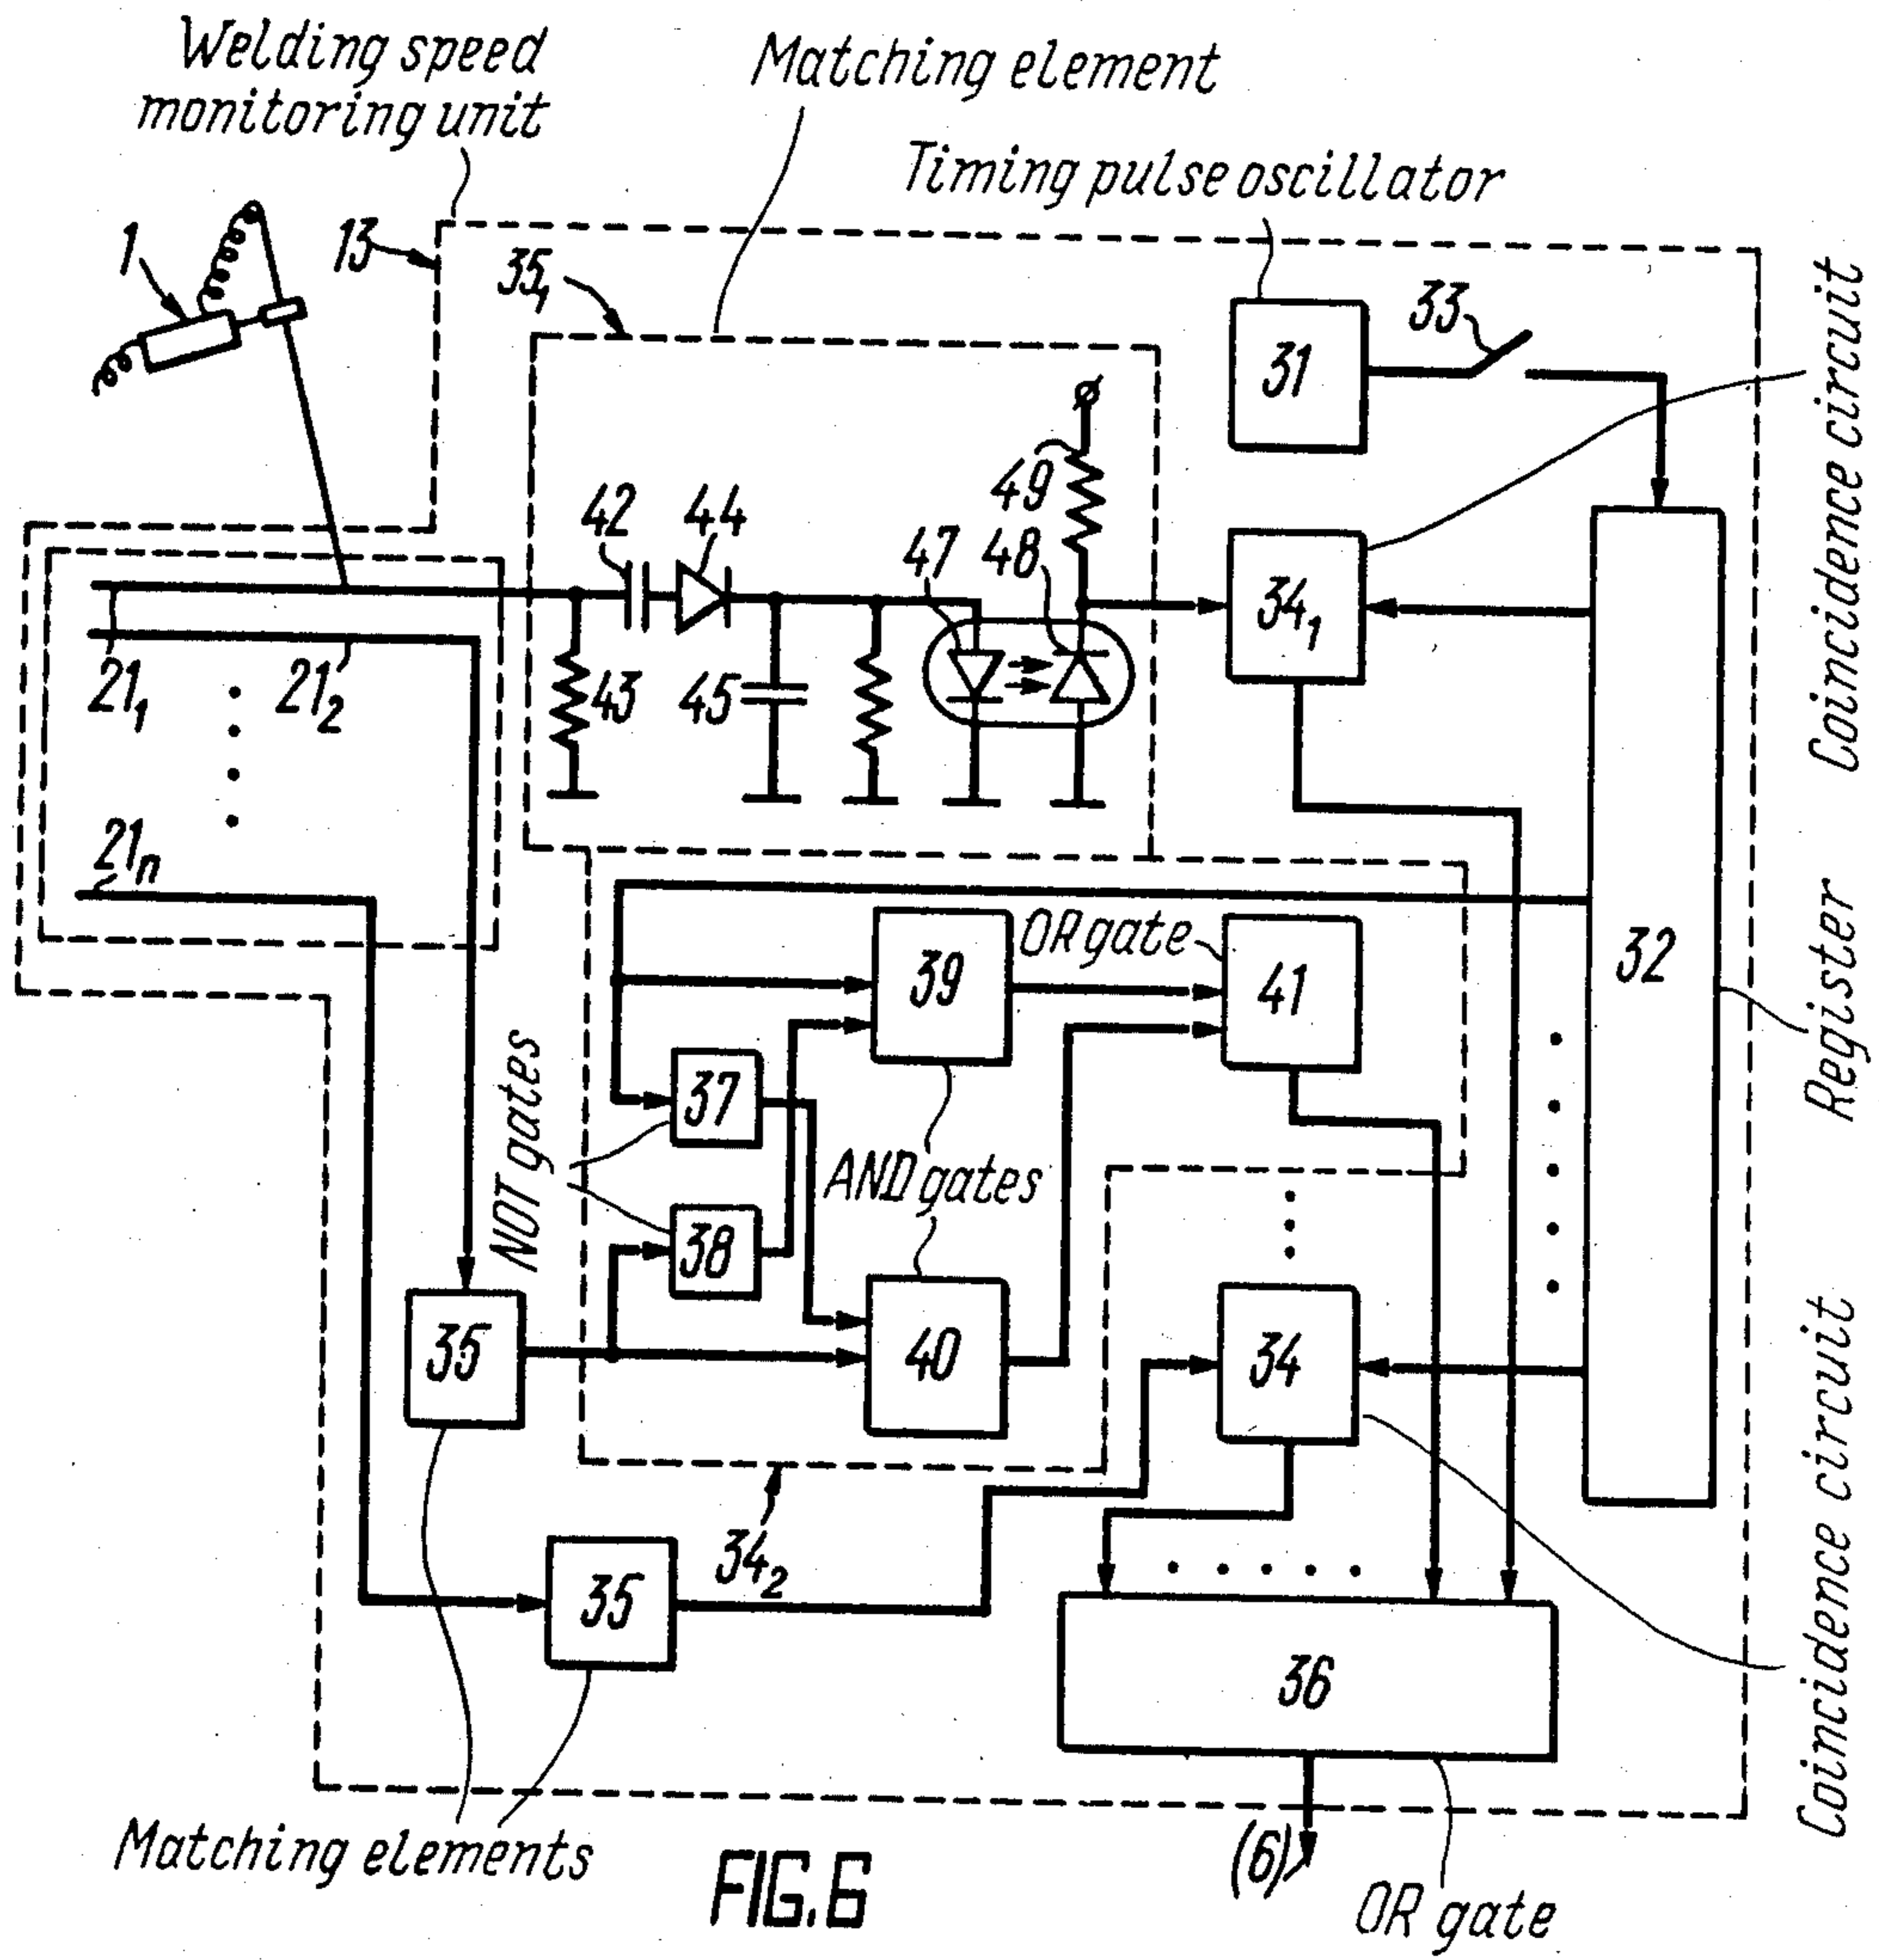 Welding speed
monitoring unit
Matching element
Timing pulse oscillator
1
13
35₁
31
33
Coincidence circuit
49
42
44
47
48
34₁
43
45
21₁
21₂
21ₙ
39
OR gate
41
32
Register
NOT gates
37
AND gates
38
35
40
34
34₂
35
36
Coincidence circuit
Matching elements
FIG.6
(6)
OR gate